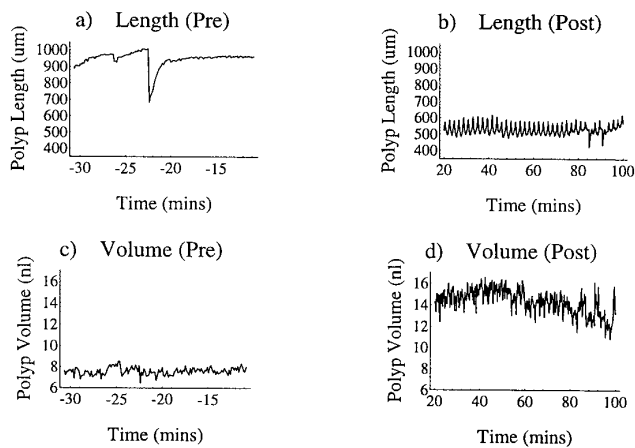 a) Length (Pre)
Polyp Length (um)
1000
900
800
700
600
500
400
-30 -25 -20 -15
Time (mins)
b) Length (Post)
Polyp Length (um)
1000
900
800
700
600
500
400
20 40 60 80 100
Time (mins)
c) Volume (Pre)
Polyp Volume (nl)
16
14
12
10
8
6
-30 -25 -20 -15
Time (mins)
d) Volume (Post)
Polyp Volume (nl)
16
14
12
10
8
6
20 40 60 80 100
Time (mins)